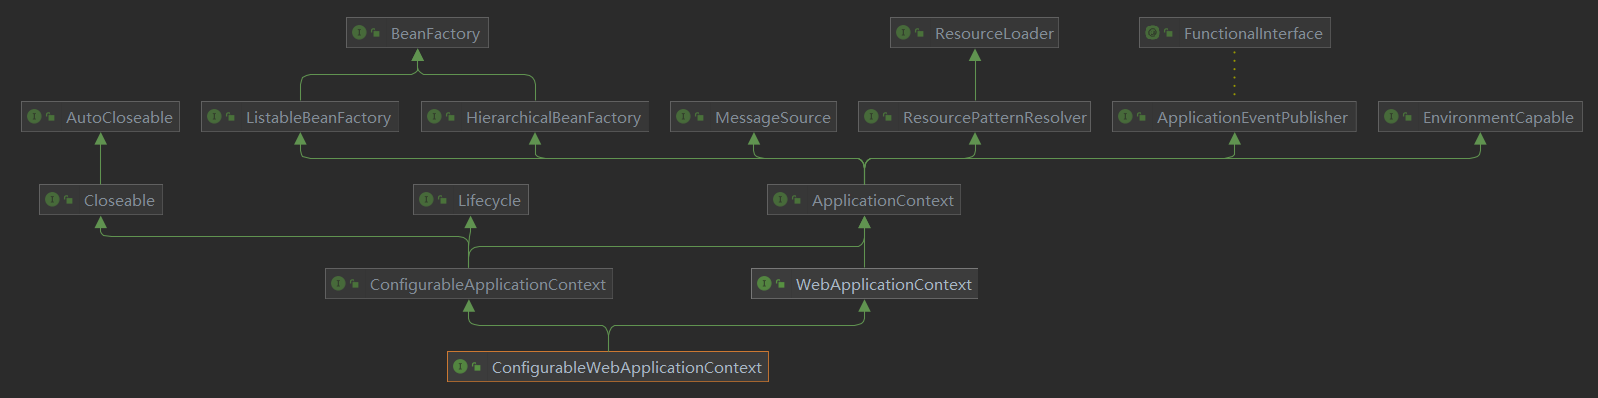 BeanFactory
ResourceLoader
FunctionalInterface
AutoCloseable
ListableBeanFactory
HierarchicalBeanFactory
MessageSource
ResourcePatternResolver
ApplicationEventPublisher
EnvironmentCapable
Closeable
Lifecycle
ApplicationContext
ConfigurableApplicationContext
WebApplicationContext
ConfigurableWebApplicationContext